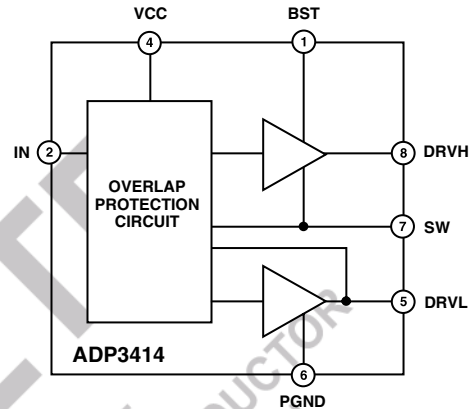 VCC
BST
4
1
IN
2
8
DRVH
OVERLAP
PROTECTION
CIRCUIT
7
SW
5
DRVL
ADP3414
6
PGND